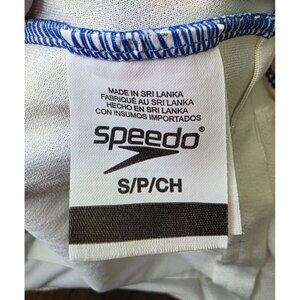 MADE IN SRI LANKA
FABRIQUÉ AU SRI LANKA
HECHO EN SRI LANKA
CON INSUMOS IMPORTADOS
speedo®
S/P/CH